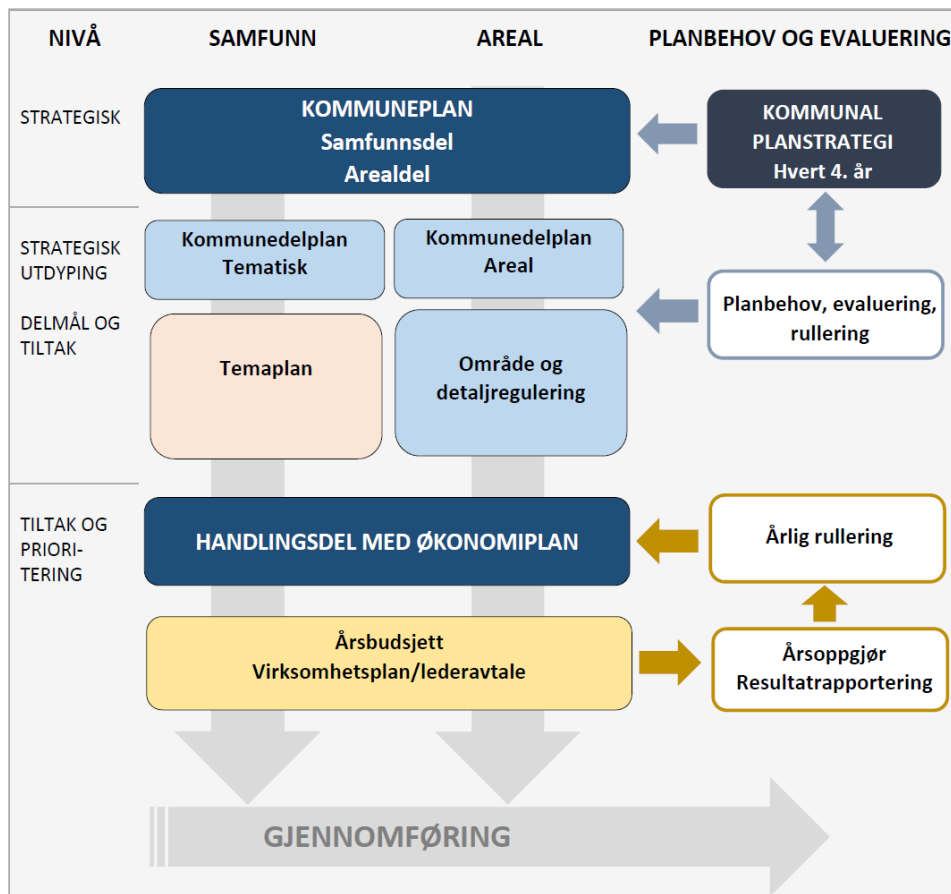 NIVÅ
SAMFUNN
AREAL
PLANBEHOV OG EVALUERING
STRATEGISK
KOMMUNEPLAN
Samfunnsdel
Arealdel
KOMMUNAL
PLANSTRATEGI
Hvert 4. år
STRATEGISK
UTDYPING
Kommunedelplan
Tematisk
Kommunedelplan
Areal
Planbehov, evaluering,
rullering
DELMÅL OG
TILTAK
Temaplan
Område og
detaljregulering
TILTAK OG
PRIORI-
TERING
HANDLINGSDEL MED ØKONOMIPLAN
Årlig rullering
Årsbudsjett
Virksomhetsplan/lederavtale
Årsoppgjør
Resultatrapportering
GJENNOMFØRING